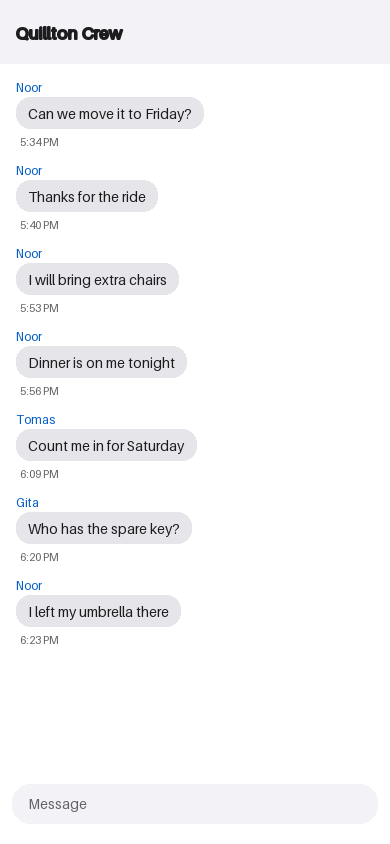 Quillton Crew
Noor
Can we move it to Friday?
5:34 PM
Noor
Thanks for the ride
5:40 PM
Noor
I will bring extra chairs
5:53 PM
Noor
Dinner is on me tonight
5:56 PM
Tomas
Count me in for Saturday
6:09 PM
Gita
Who has the spare key?
6:20 PM
Noor
I left my umbrella there
6:23 PM
Message